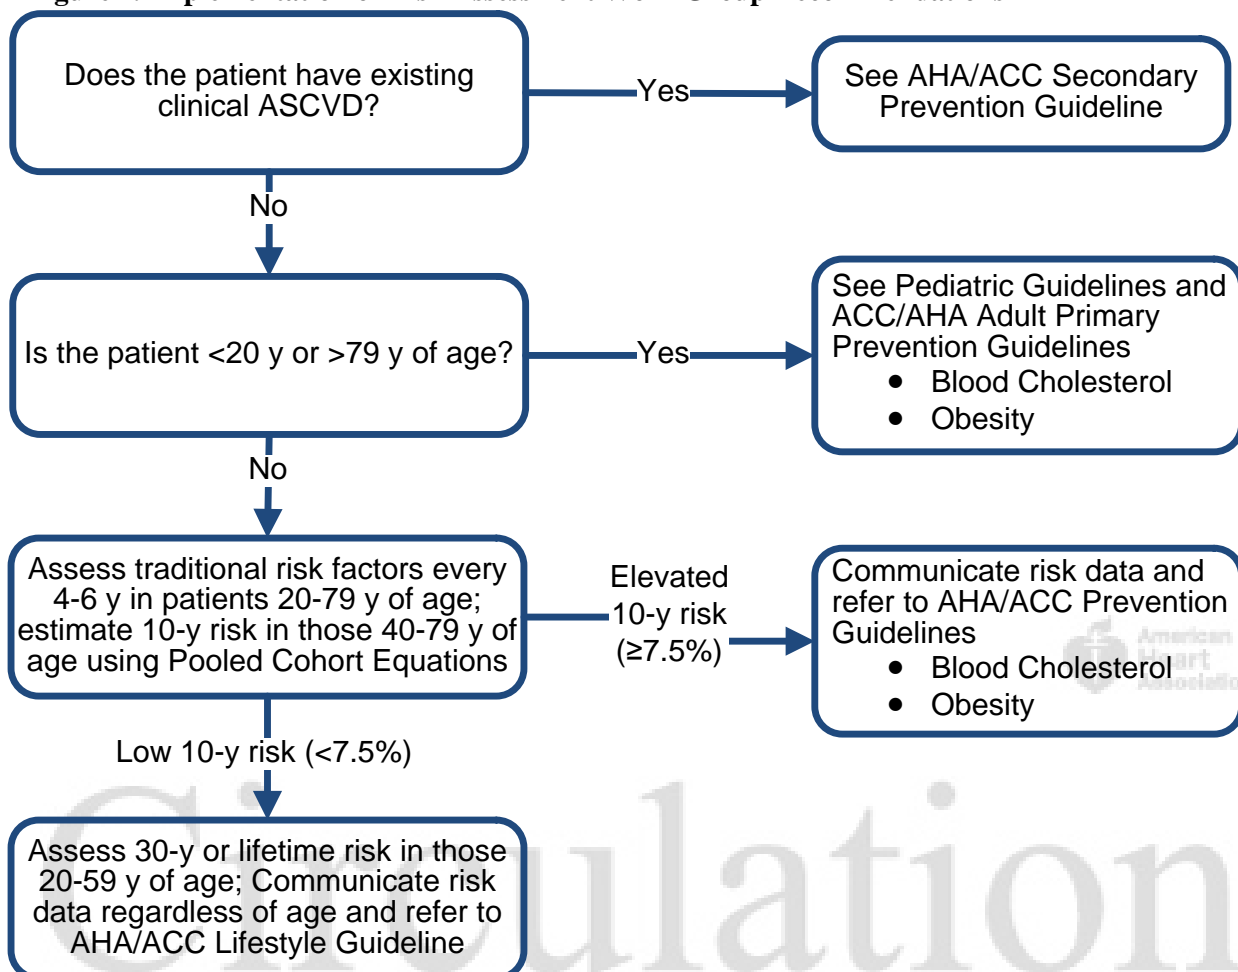 Does the patient have existing
clinical ASCVD?
Yes
See AHA/ACC Secondary
Prevention Guideline
No
Is the patient <20 y or >79 y of age?
Yes
See Pediatric Guidelines and
ACC/AHA Adult Primary
Prevention Guidelines
• Blood Cholesterol
• Obesity
No
Assess traditional risk factors every
4-6 y in patients 20-79 y of age;
estimate 10-y risk in those 40-79 y of
age using Pooled Cohort Equations
Elevated
10-y risk
(≥7.5%)
Communicate risk data and
refer to AHA/ACC Prevention
Guidelines
• Blood Cholesterol
• Obesity
American
Heart
Associatio
Low 10-y risk (<7.5%)
Assess 30-y or lifetime risk in those
20-59 y of age; Communicate risk
data regardless of age and refer to
AHA/ACC Lifestyle Guideline
Circulation